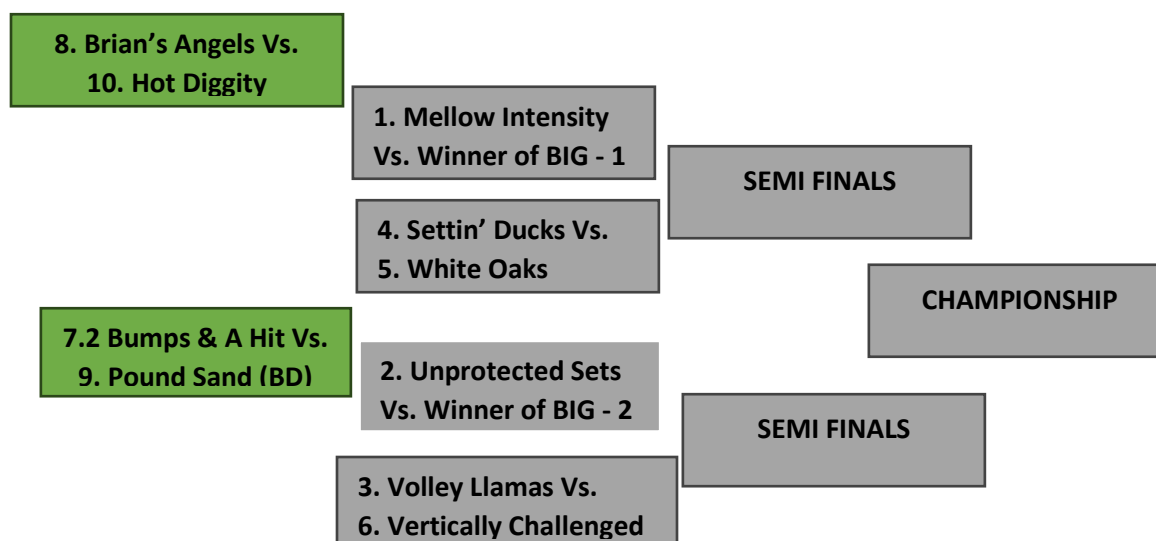 8. Brian’s Angels Vs.
10. Hot Diggity
1. Mellow Intensity
Vs. Winner of BIG - 1
SEMI FINALS
4. Settin’ Ducks Vs.
5. White Oaks
CHAMPIONSHIP
7.2 Bumps & A Hit Vs.
9. Pound Sand (BD)
2. Unprotected Sets
Vs. Winner of BIG - 2
SEMI FINALS
3. Volley Llamas Vs.
6. Vertically Challenged